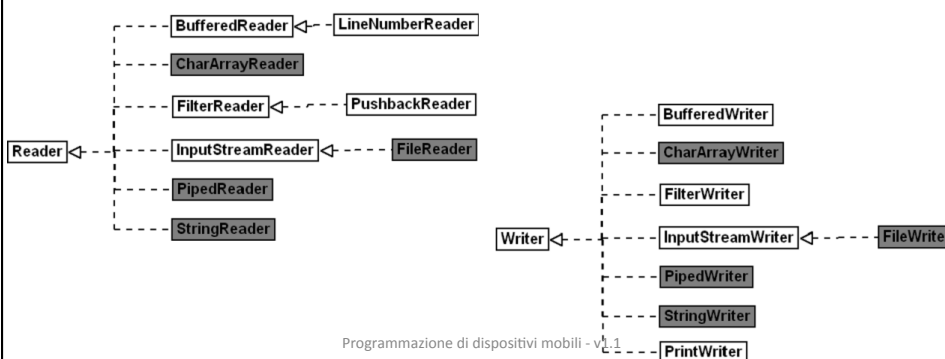 BufferedReader
LineNumberReader
CharArrayReader
FilterReader
PushbackReader
Reader
InputStreamReader
FileReader
PipedReader
StringReader
BufferedWriter
CharArrayWriter
FilterWriter
Writer
InputStreamWriter
FileWrite
PipedWriter
StringWriter
PrintWriter
Programmazione di dispositivi mobili - v1.1